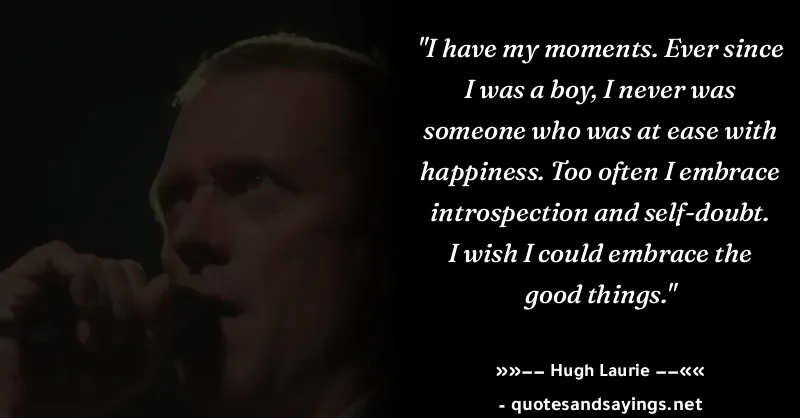 "I have my moments. Ever since
I was a boy, I never was
someone who was at ease with
happiness. Too often I embrace
introspection and self-doubt.
I wish I could embrace the
good things."
»»–– Hugh Laurie ––««
- quotesandsayings.net